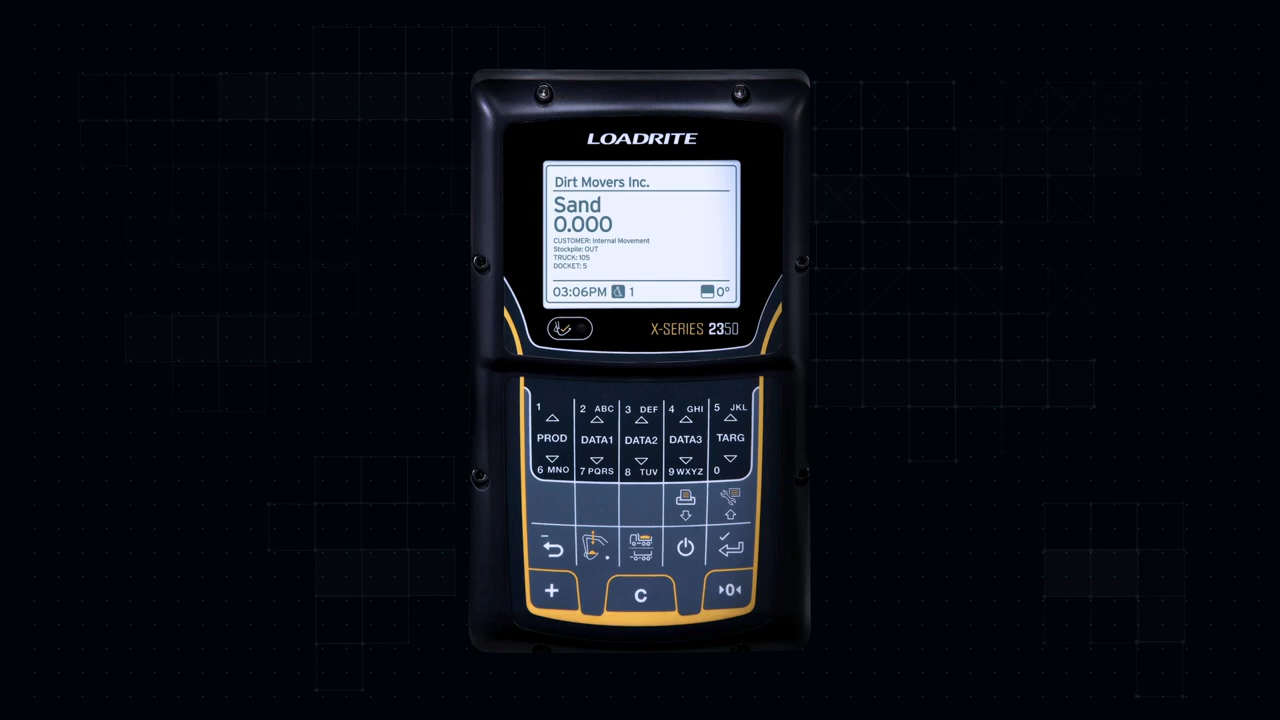 LOADRITE
Dirt Movers Inc.
Sand
0.000
CUSTOMER: Internal Movement
Stockpile: OUT
TRUCK: 105
DOCKET: 5
03:06PM 1 0°
X-SERIES 2350
1 2 ABC 3 DEF 4 GHI 5 JKL
PROD DATA1 DATA2 DATA3 TARG
6 MNO 7 PQRS 8 TUV 9 WXYZ 0
+ C 0